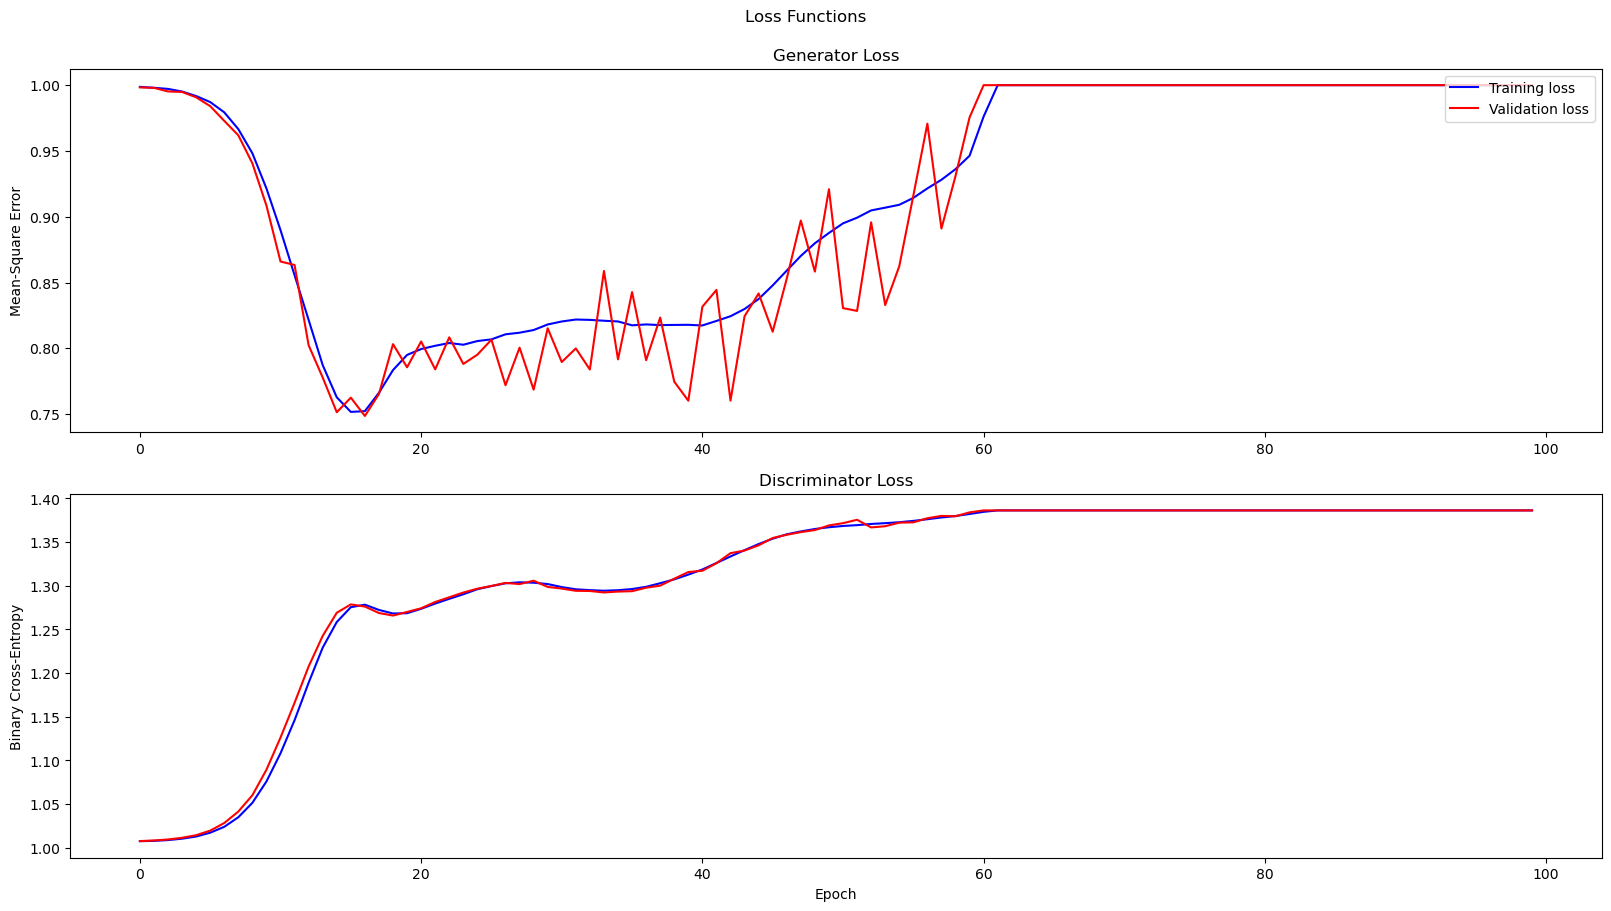 Loss Functions
Generator Loss
Mean-Square Error
1.00
0.95
0.90
0.85
0.80
0.75
Training loss
Validation loss
0 20 40 60 80 100
Discriminator Loss
Binary Cross-Entropy
1.40
1.35
1.30
1.25
1.20
1.15
1.10
1.05
1.00
0 20 40 60 80 100
Epoch